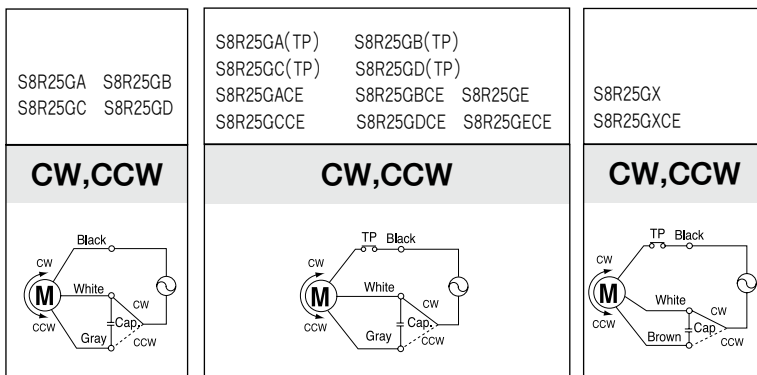 S8R25GA S8R25GB
S8R25GC S8R25GD
CW,CCW
Black
CW
White
M
CW
Cap.
CCW
Gray
CCW
S8R25GA(TP) S8R25GB(TP)
S8R25GC(TP) S8R25GD(TP)
S8R25GACE S8R25GBCE S8R25GE
S8R25GCCE S8R25GDCE S8R25GECE
CW,CCW
TP Black
CW
White
M
CW
Cap.
CCW
Gray
CCW
S8R25GX
S8R25GXCE
CW,CCW
TP Black
CW
M
White
CW
CCW
Cap.
Brown
CCW